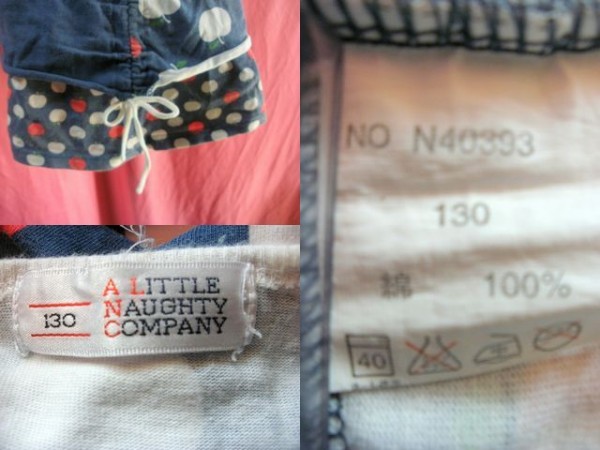 NO N40393
130
綿 100%
40
130
A LITTLE
NAUGHTY
COMPANY